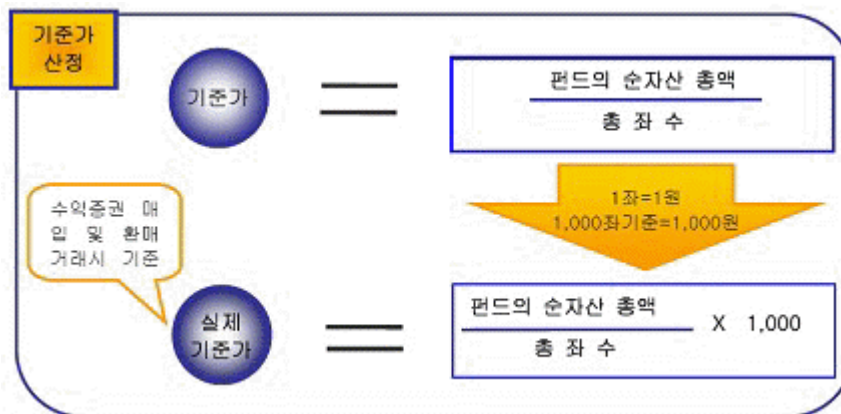 기준가
산정
기준가
펀드의 순자산 총액
총 좌 수
1좌=1원
1,000좌기준=1,000원
수익증권 매
입 및 환매
거래시 기준
실제
기준가
펀드의 순자산 총액
X 1,000
총 좌 수